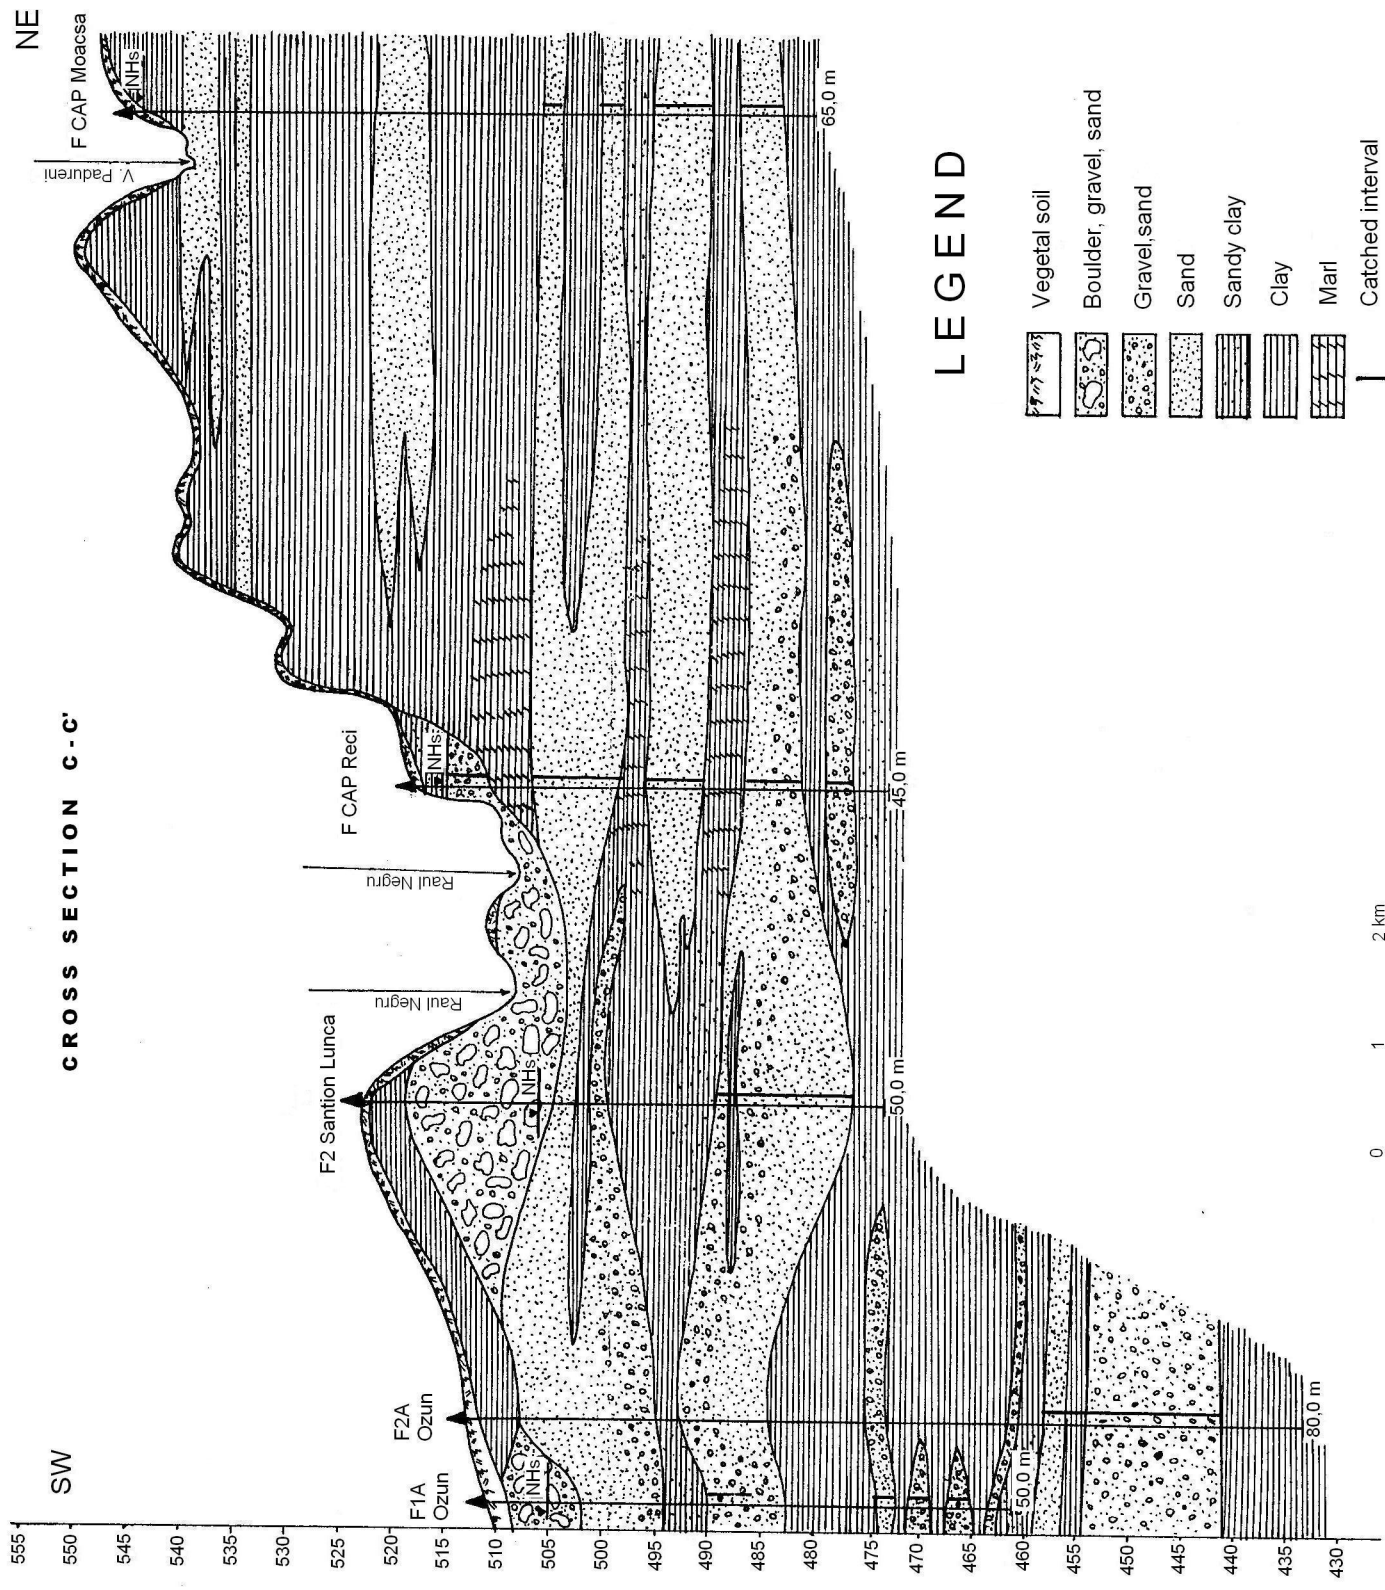 CROSS SECTION C-C'
SW
NE
F1A
Ozun
F2A
Ozun
F2 Santion Lunca
Raul Negru
Raul Negru
F CAP Reci
V. Padureni
F CAP Moacsa
NHs
NHs
NHs
NHs
50,0 m
80,0 m
50,0 m
45,0 m
65,0 m
555
550
545
540
535
530
525
520
515
510
505
500
495
490
480
475
470
465
460
455
450
445
440
435
430
0 1 2 km
LEGEND
Vegetal soil
Boulder, gravel, sand
Gravel,sand
Sand
Sandy clay
Clay
Marl
Catched interval